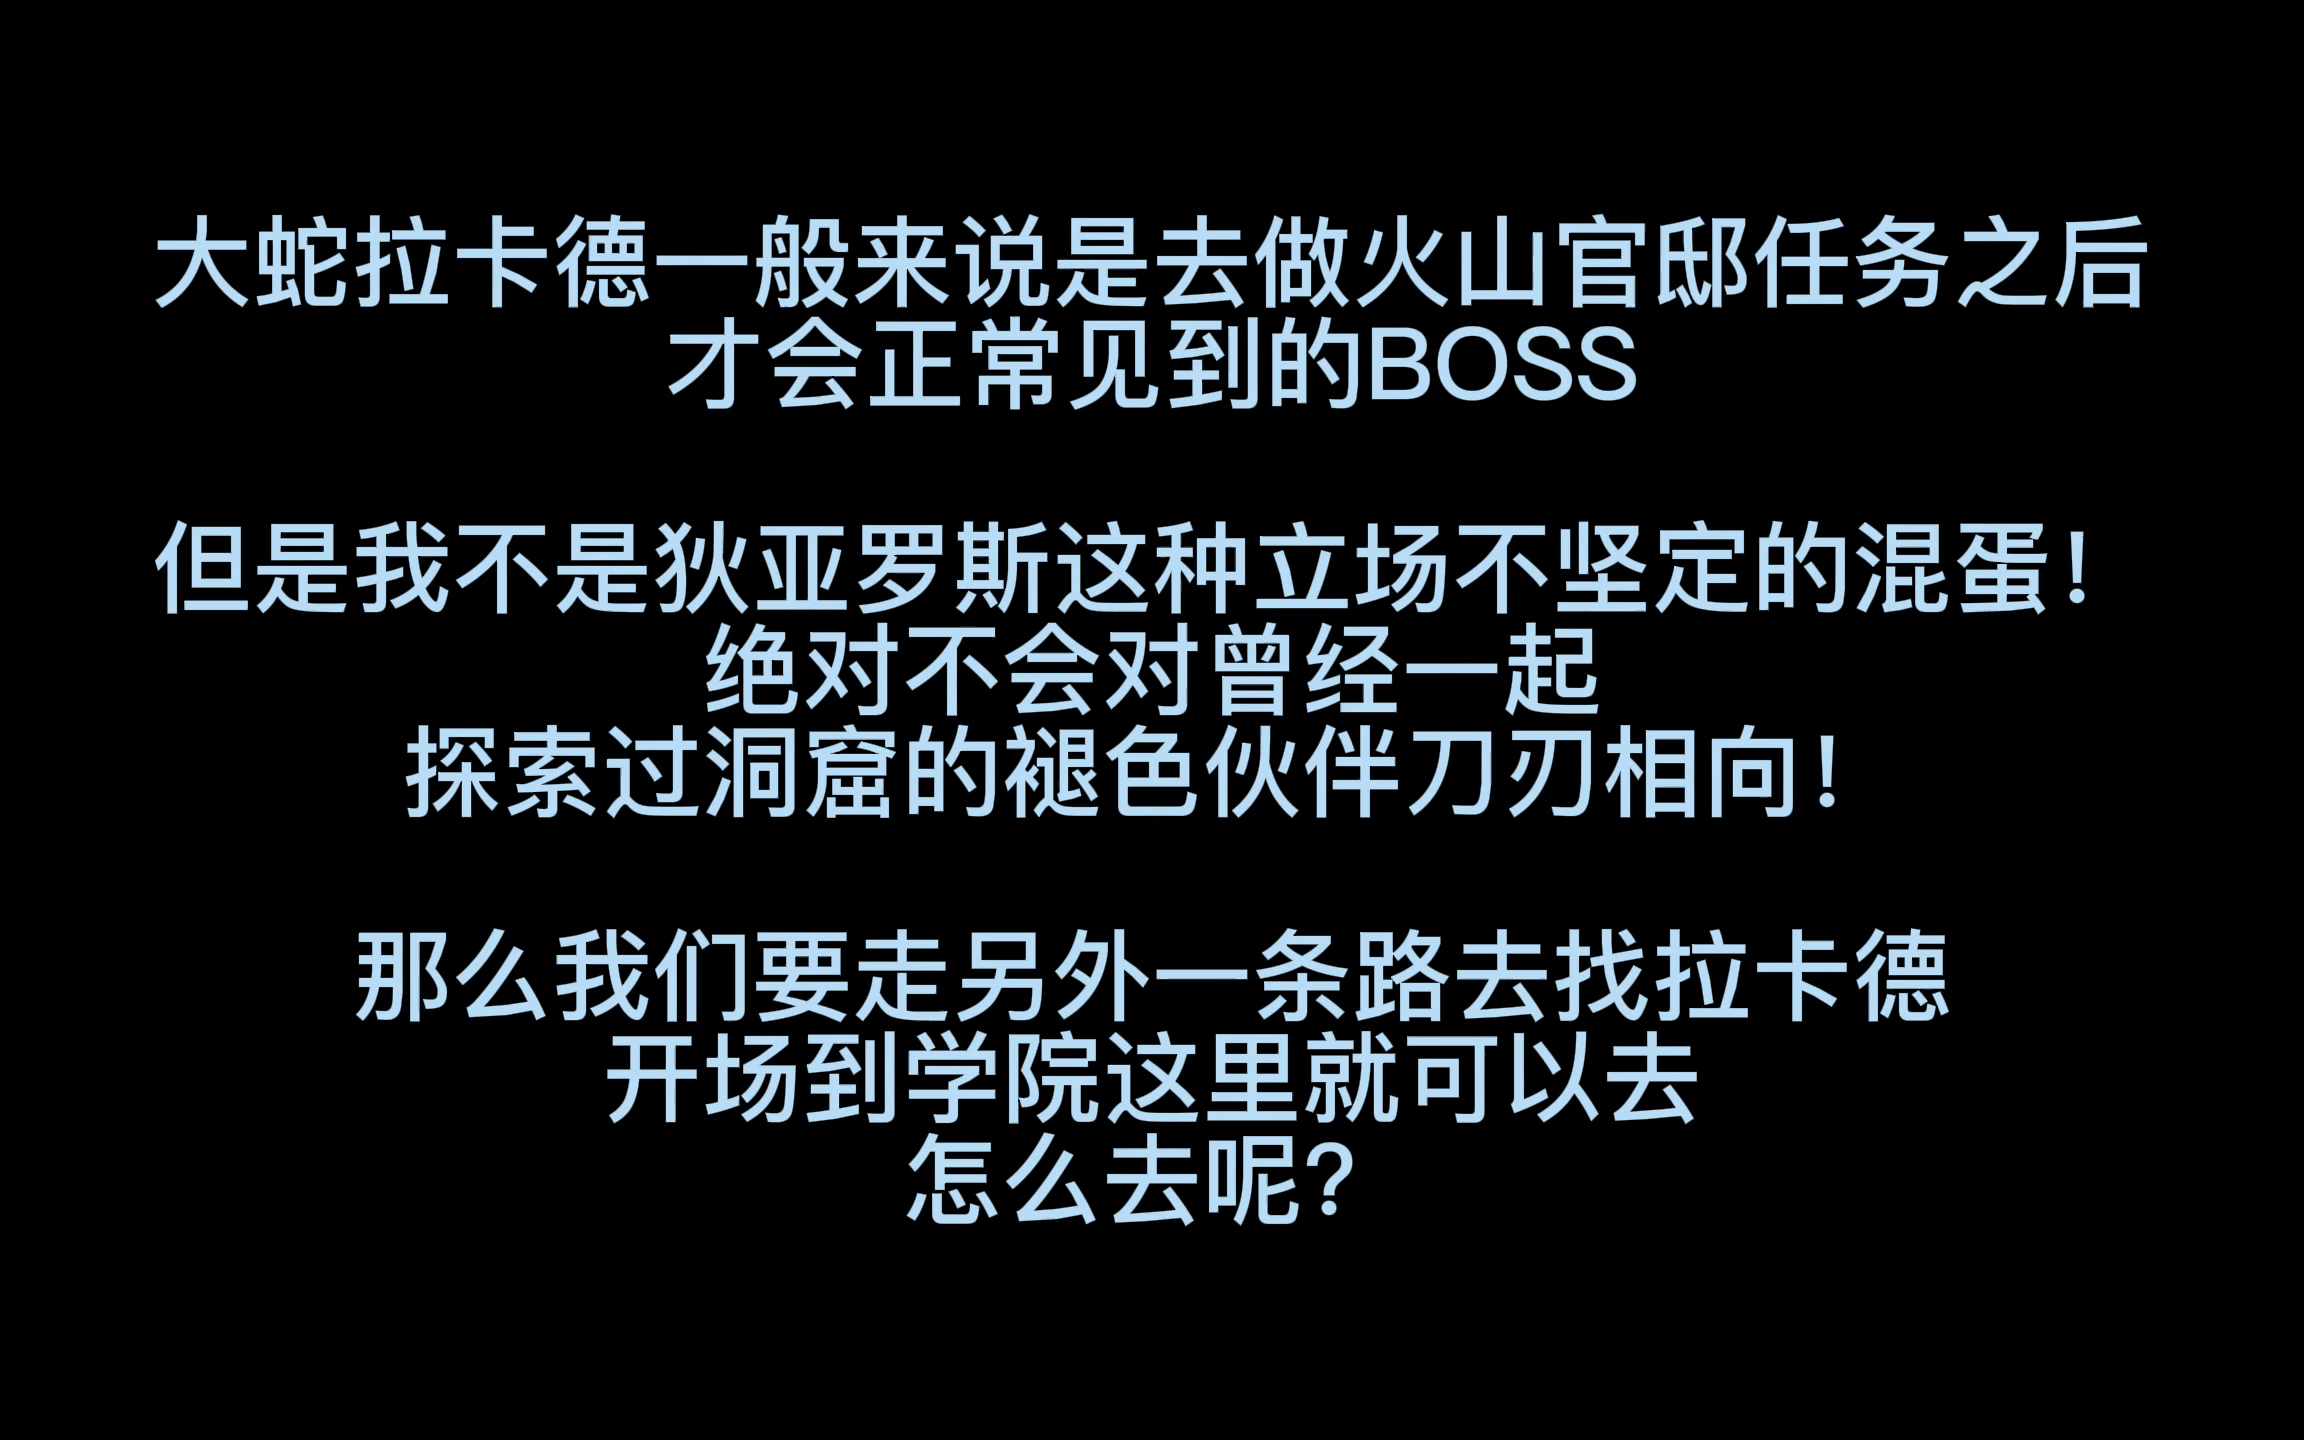 大蛇拉卡德一般来说是去做火山官邸任务之后
才会正常见到的BOSS
但是我不是狄亚罗斯这种立场不坚定的混蛋！
绝对不会对曾经一起
探索过洞窟的褪色伙伴刀刃相向！
那么我们要走另外一条路去找拉卡德
开场到学院这里就可以去
怎么去呢？